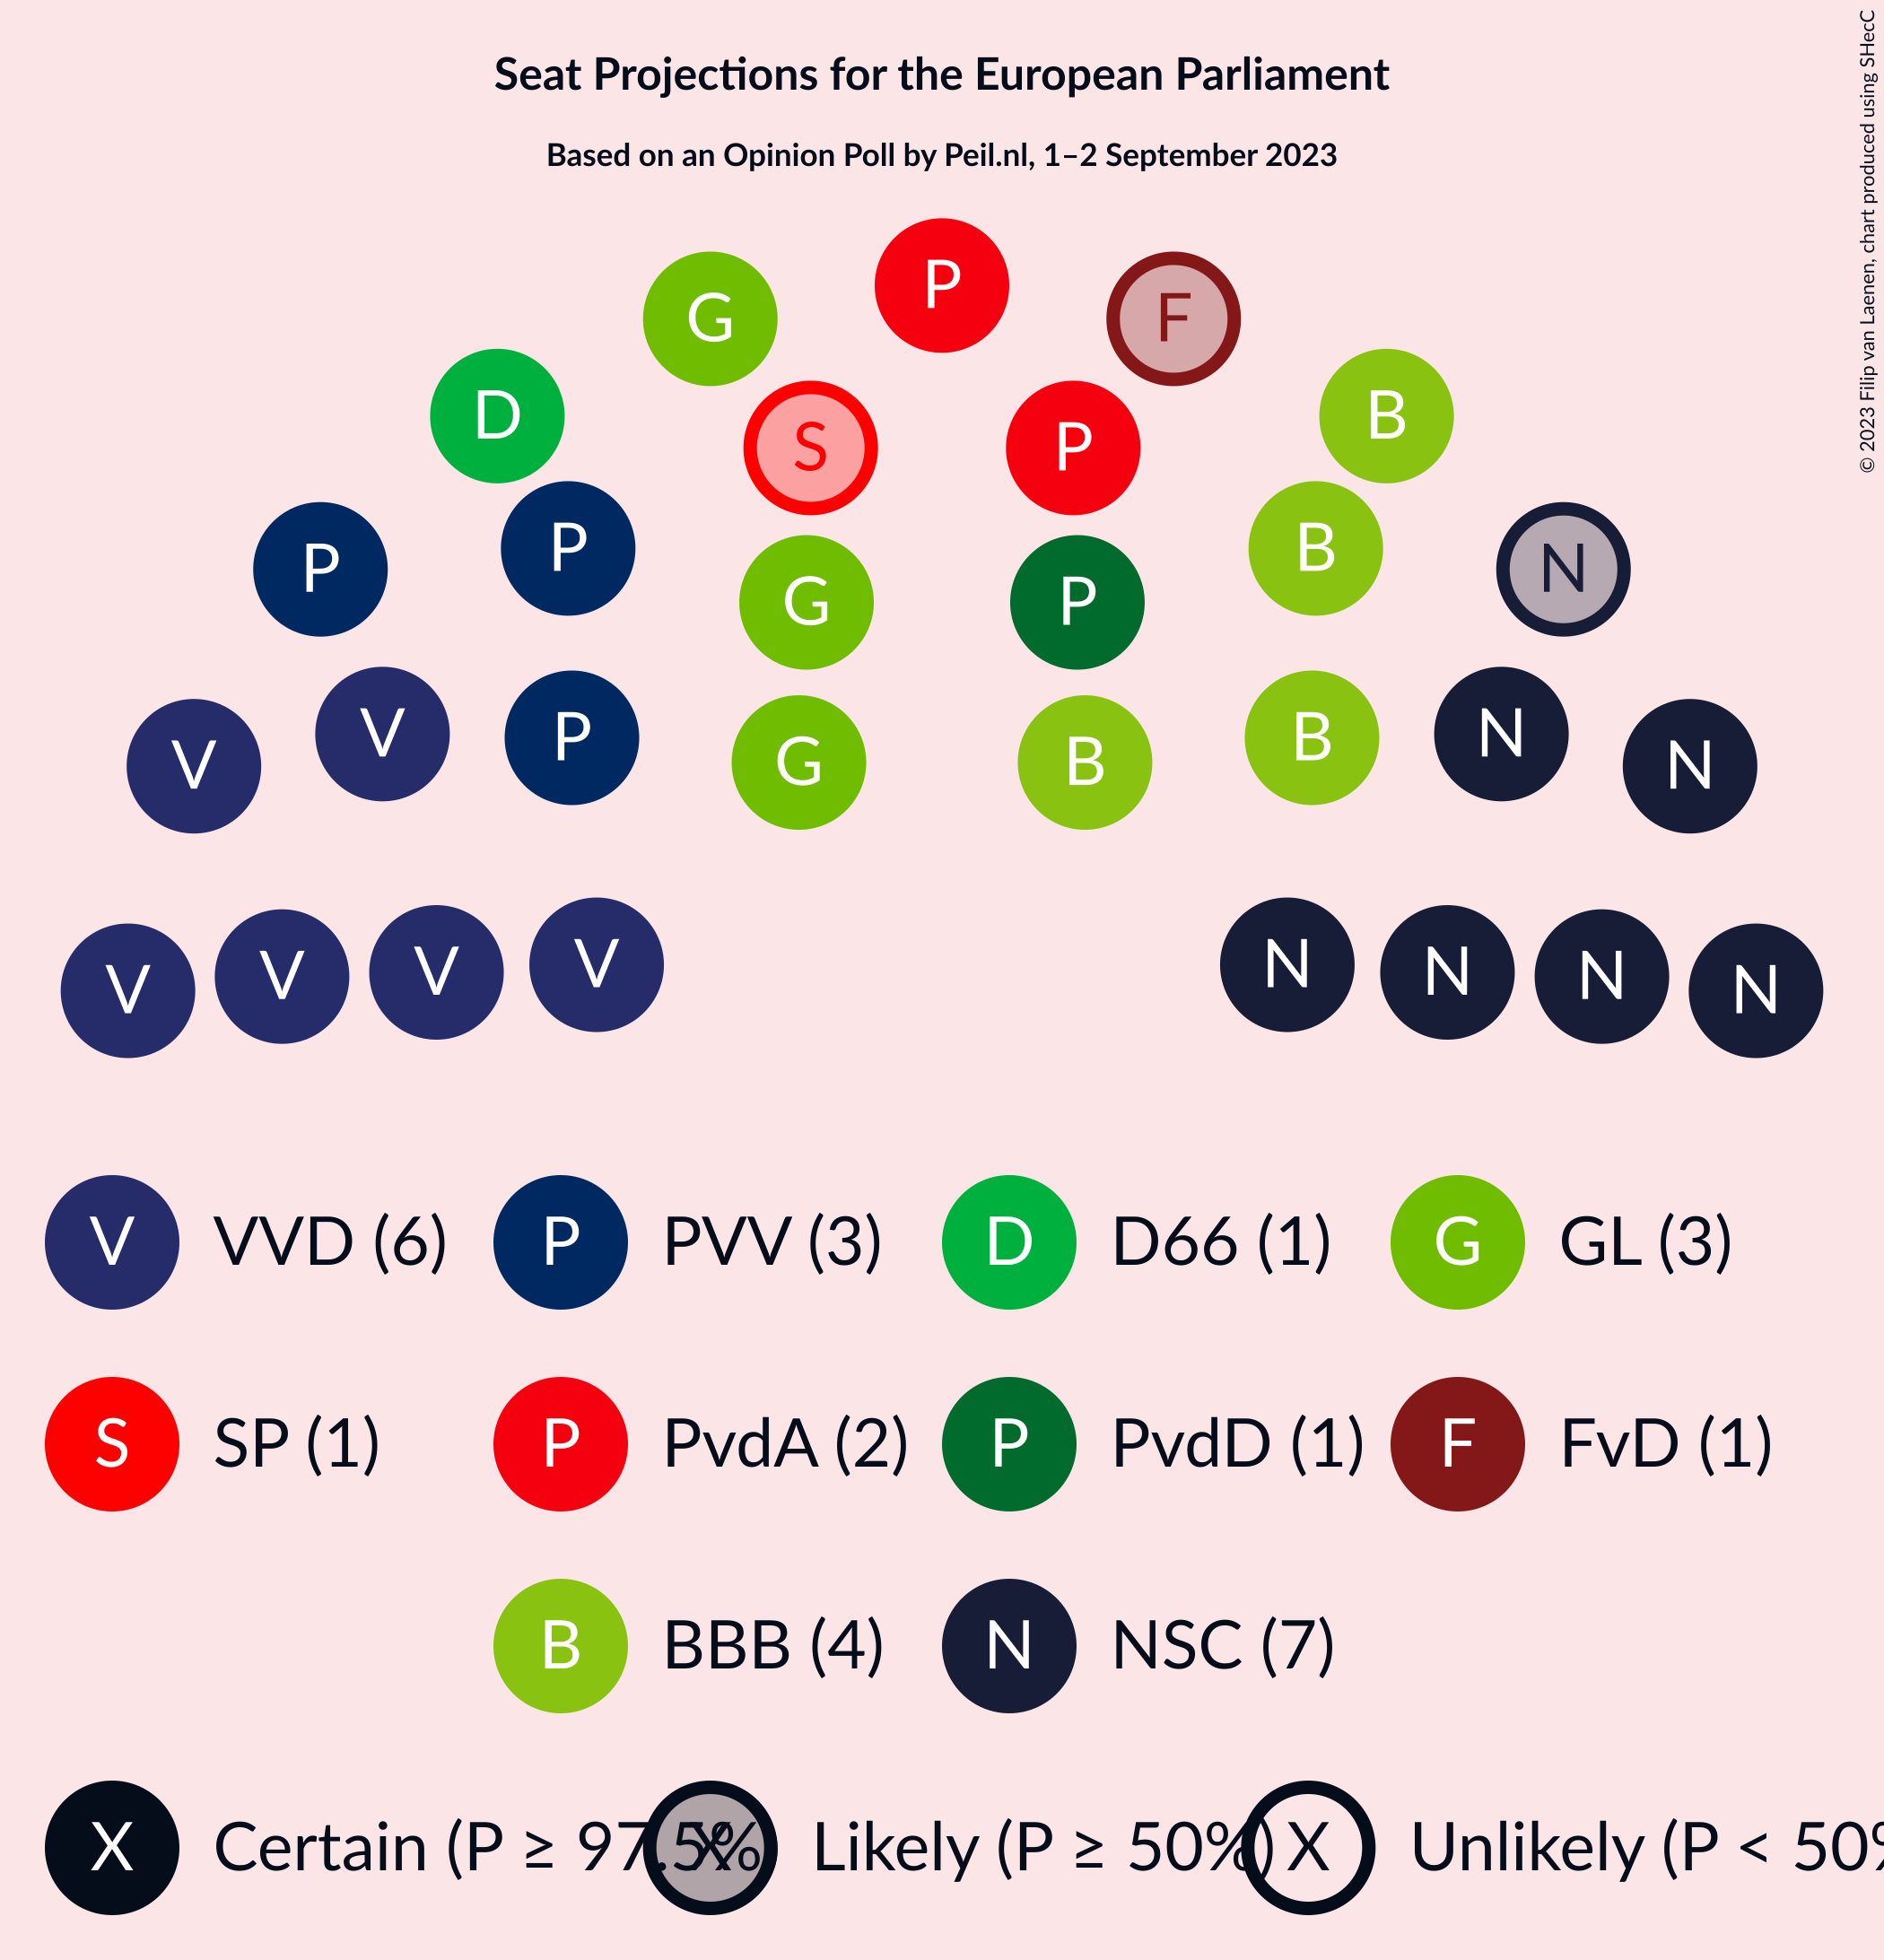 Seat Projections for the European Parliament
Based on an Opinion Poll by Peil.nl, 1–2 September 2023
© 2023 Filip van Laenen, chart produced using SHecC
P
G F
D B
S P
P P B N
G P
V V P G B B N N
V V V V N N N N
V VVD (6) P PVV (3) D D66 (1) G GL (3)
S SP (1) P PvdA (2) P PvdD (1) F FvD (1)
B BBB (4) N NSC (7)
X Certain (P ≥ 97.5% X Likely (P ≥ 50%) X Unlikely (P < 50%